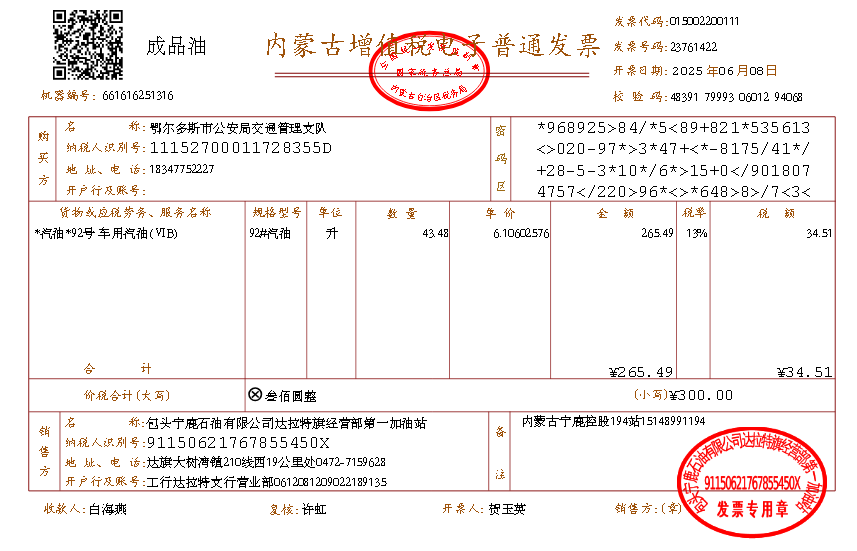 成品油
内蒙古增值税电子普通发票
国家税务总局
内蒙古自治区税务局
发票代码:015002200111
发票号码:23761422
开票日期: 2025 年06 月08日
校 验 码:48391 79993 06012 94068
机器编号: 661616251316
购买方
名 称:鄂尔多斯市公安局交通管理支队
纳税人识别号:11152700011728355D
地 址、电 话:18347752227
开户行及账号:
密码区
*968925>84/*5<89+821*535613
<>020-97*>3*47+<*-8175/41*/
+28-5-3*10*/6*>15+0</901807
4757</220>96*<>*648>8>/7<3<
货物或应税劳务、服务名称 规格型号 单位 数 量 单 价 金 额 税率 税 额
*汽油*92号 车用汽油(ⅥB) 92#汽油 升 43.48 6.10602576 265.49 13% 34.51
合 计 ¥265.49 ¥34.51
价税合计(大写) ⊗叁佰圆整 (小写)¥300.00
销售方
名 称:包头宁鹿石油有限公司达拉特旗经营部第一加油站
纳税人识别号:91150621767855450X
地 址、电 话:达旗大树湾镇210线西19公里处0472-7159628
开户行及账号:工行达拉特支行营业部0612081209022189135
备注
内蒙古宁鹿控股194站15148991194
包头宁鹿石油有限公司达拉特旗经营部第一加油站
91150621767855450X
发票专用章
收款人:白海燕 复核:许虹 开票人:贺玉英 销售方:(章)